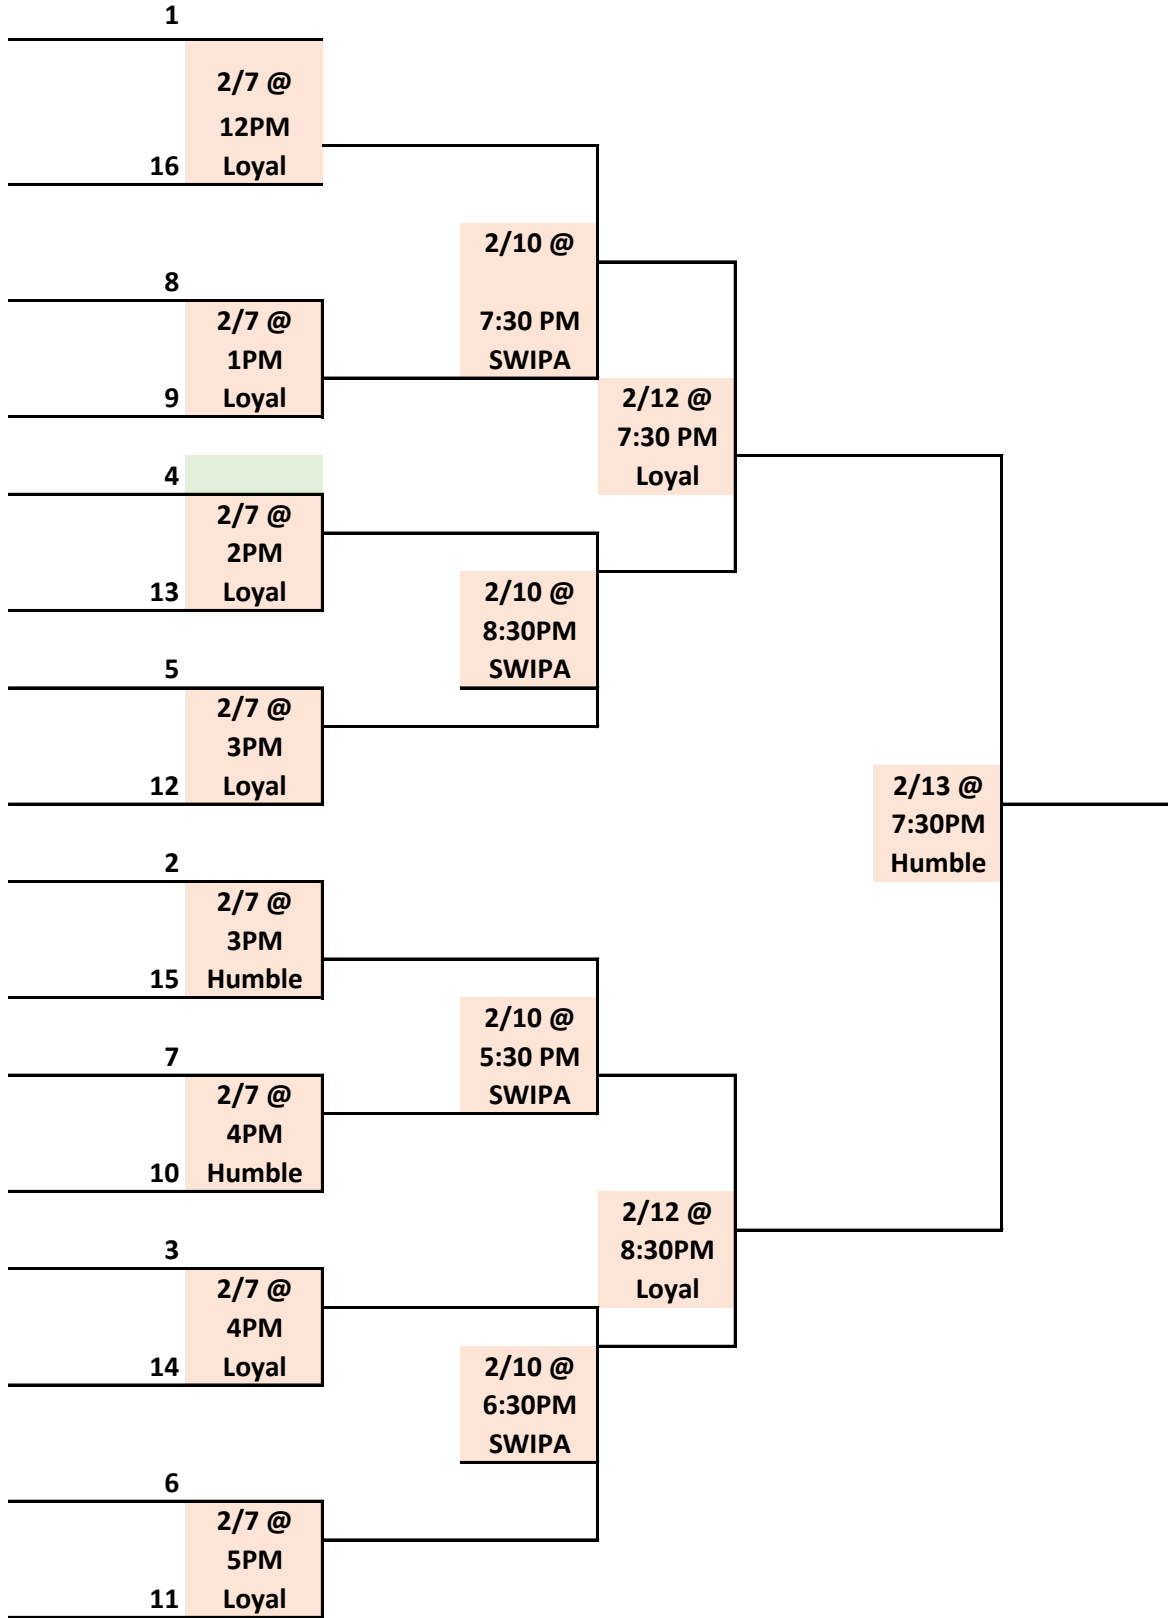 1
2/7 @
12PM
16 Loyal
2/10 @
8
2/7 @
7:30 PM
1PM
SWIPA
9 Loyal
2/12 @
7:30 PM
4
Loyal
2/7 @
2PM
13 Loyal
2/10 @
8:30PM
5
SWIPA
2/7 @
3PM
12 Loyal
2/13 @
7:30PM
2
Humble
2/7 @
3PM
15 Humble
2/10 @
7
5:30 PM
2/7 @
SWIPA
4PM
10 Humble
2/12 @
3
8:30PM
2/7 @
Loyal
4PM
14 Loyal
2/10 @
6:30PM
SWIPA
6
2/7 @
5PM
11 Loyal